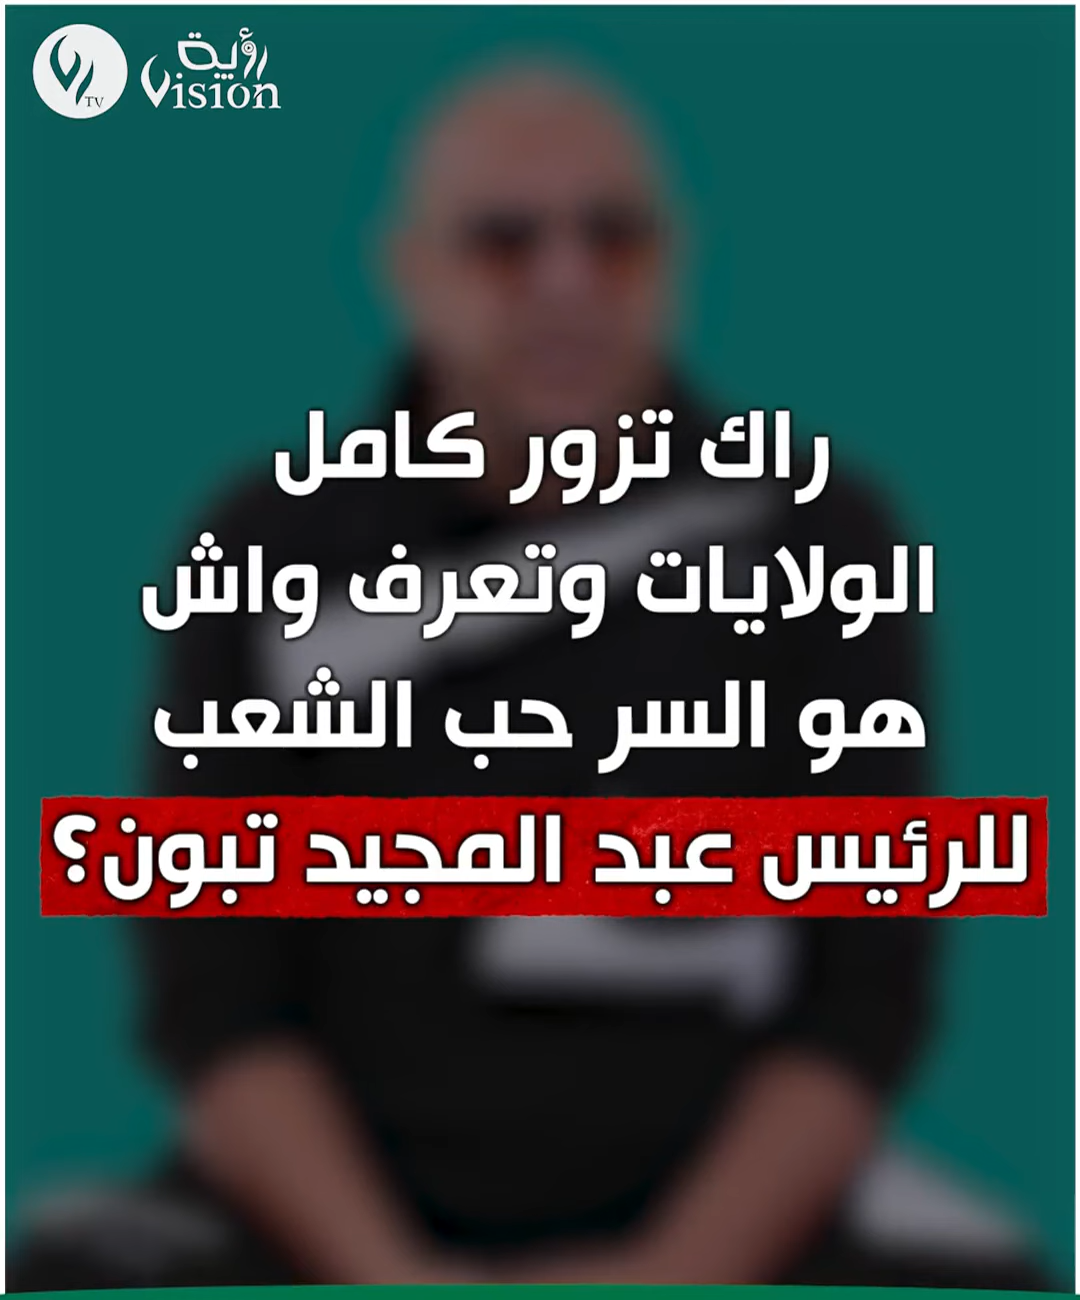 رؤية
Vision
TV
راك تزور كامل
الولايات وتعرف واش
هو السر حب الشعب
للرئيس عبد المجيد تبون؟